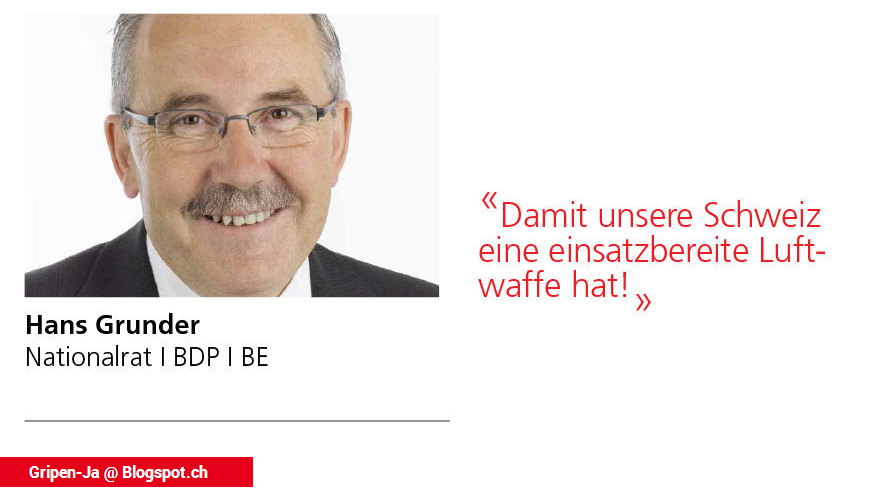 Hans Grunder
Nationalrat I BDP I BE
«Damit unsere Schweiz
eine einsatzbereite Luft-
waffe hat!»
Gripen-Ja @ Blogspot.ch